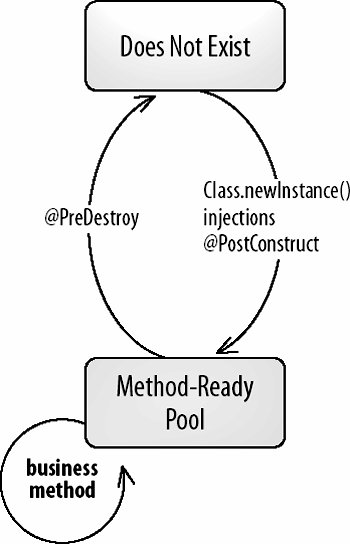 Does Not Exist
@PreDestroy
Class.newInstance()
injections
@PostConstruct
Method-Ready
Pool
business
method